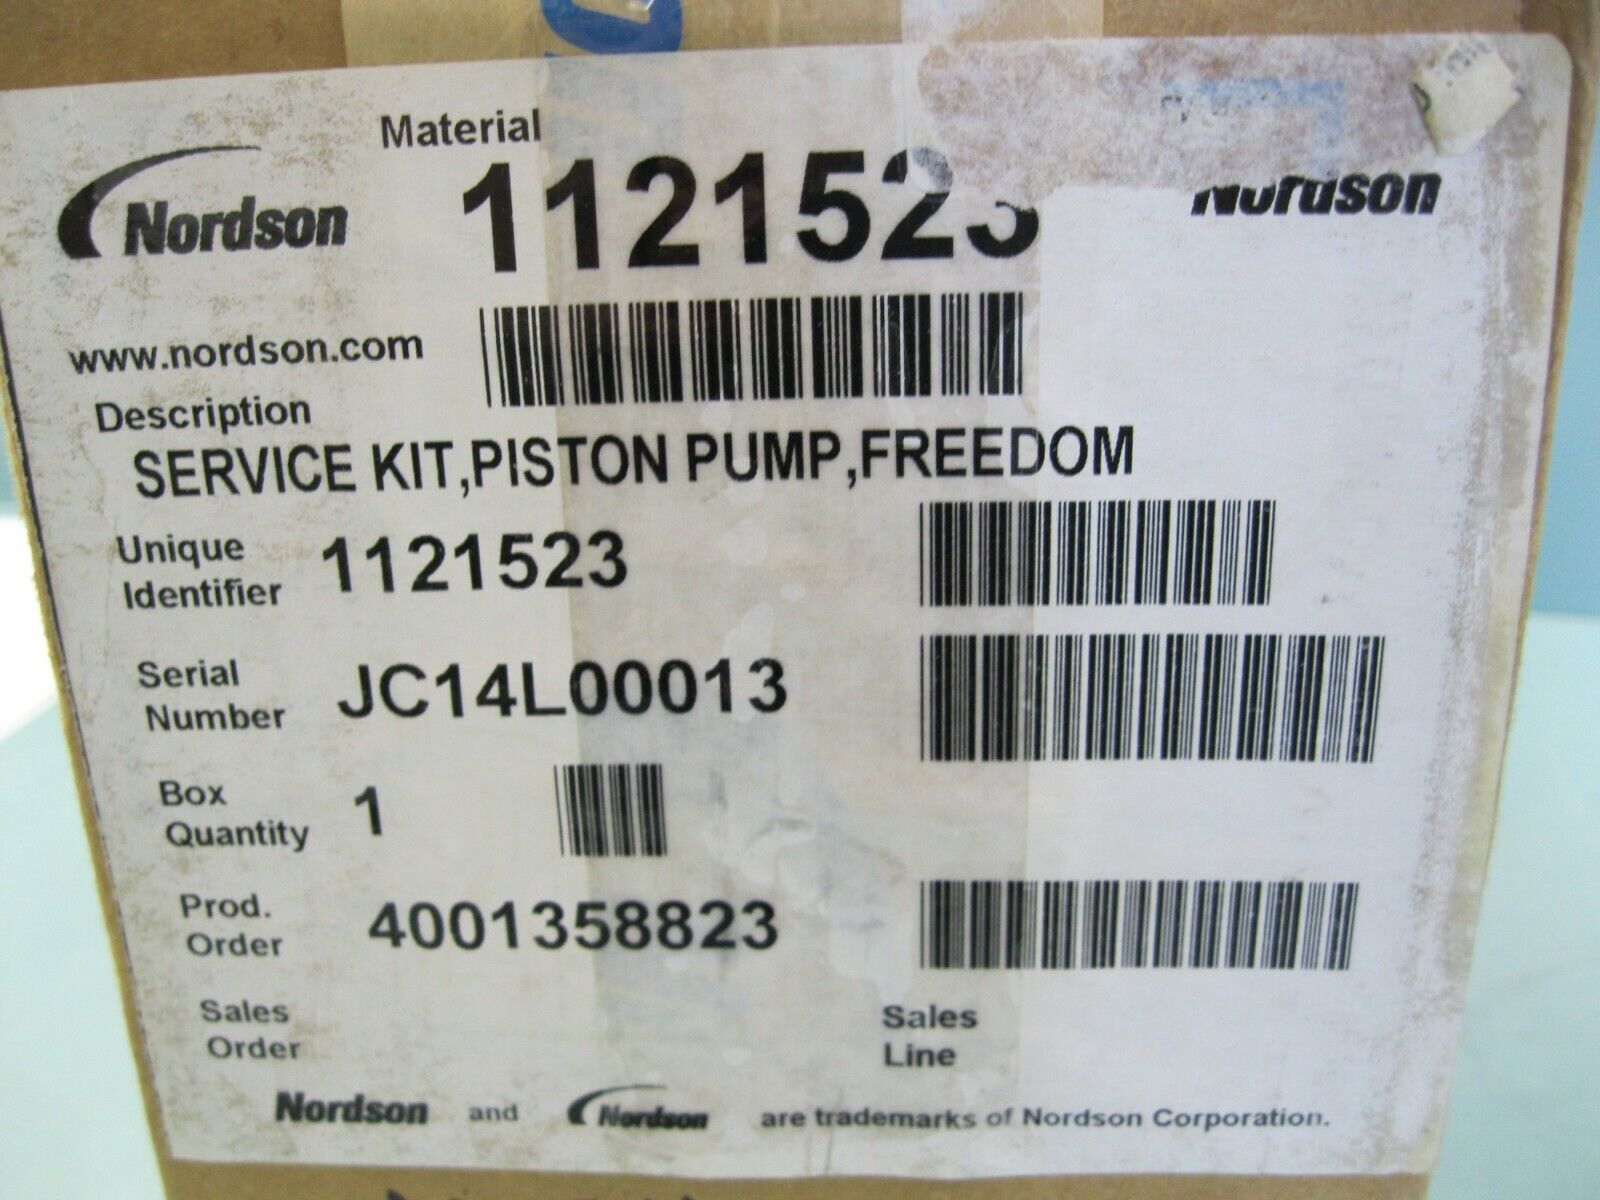 Material
Nordson
1121523
Nordson
www.nordson.com
Description
SERVICE KIT,PISTON PUMP,FREEDOM
Unique
Identifier
1121523
Serial
Number
JC14L00013
Box
Quantity
1
Prod.
Order
4001358823
Sales
Order
Sales
Line
Nordson and Nordson are trademarks of Nordson Corporation.